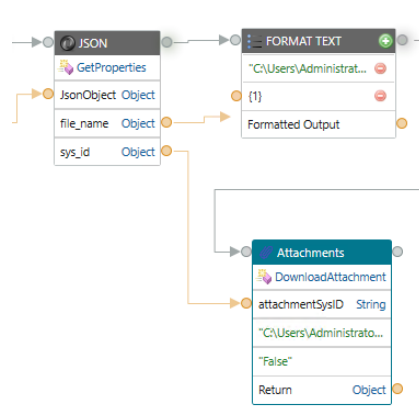 JSON
GetProperties
JsonObject Object
file_name Object
sys_id Object
FORMAT TEXT
"C:\Users\Administrat...
{1}
Formatted Output
Attachments
DownloadAttachment
attachmentSysID String
"C:\Users\Administrato...
"False"
Return Object